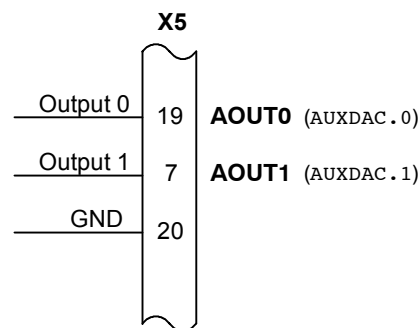 X5
Output 0 19 AOUT0 (AUXDAC.0)
Output 1 7 AOUT1 (AUXDAC.1)
GND 20